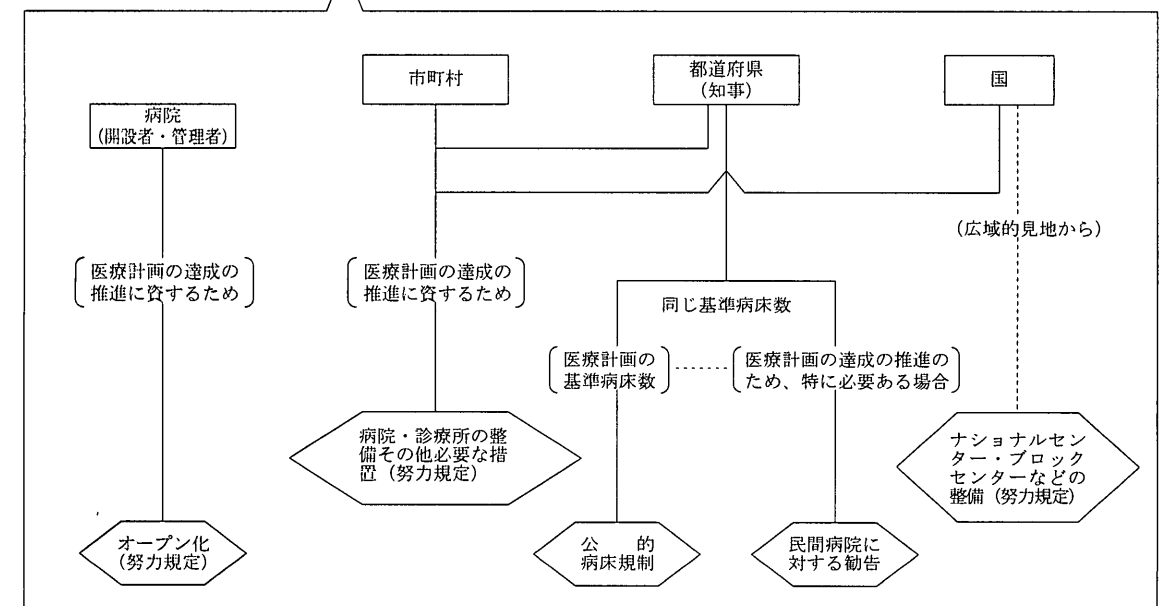 市町村
都道府県
(知事)
国
病院
(開設者・管理者)
(広域的見地から)
医療計画の達成の
推進に資するため
医療計画の達成の
推進に資するため
同じ基準病床数
医療計画の
基準病床数
医療計画の達成の推進の
ため、特に必要ある場合
病院・診療所の整
備その他必要な措
置(努力規定)
ナショナルセン
ター・ブロック
センターなどの
整備(努力規定)
オープン化
(努力規定)
公　的
病床規制
民間病院に
対する勧告